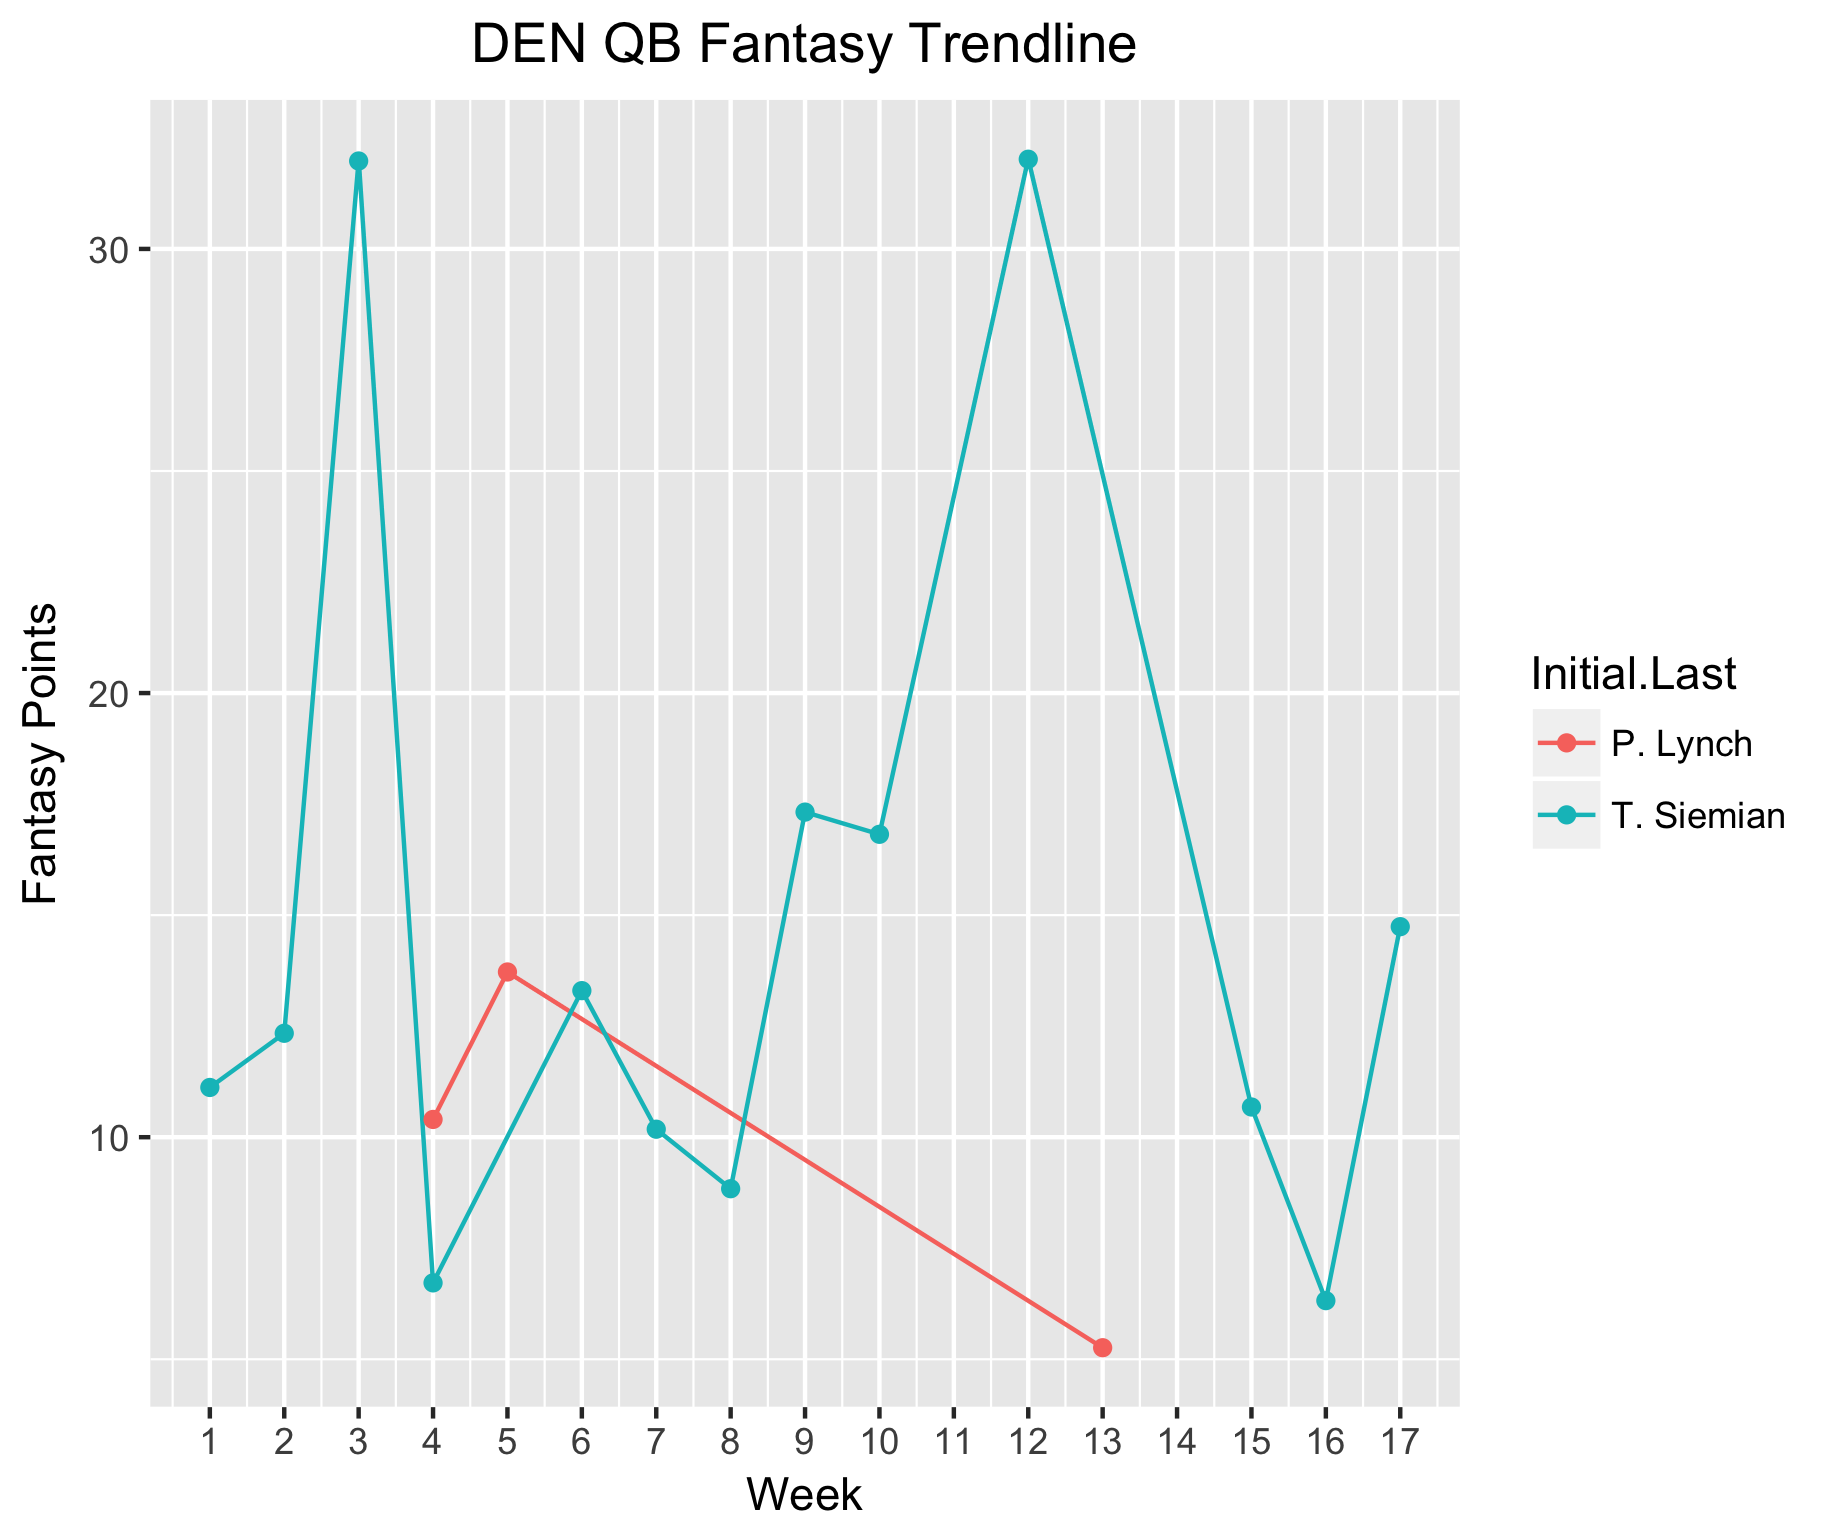 DEN QB Fantasy Trendline
Fantasy Points
30
20
10
1 2 3 4 5 6 7 8 9 10 11 12 13 14 15 16 17
Week
Initial.Last
P. Lynch
T. Siemian